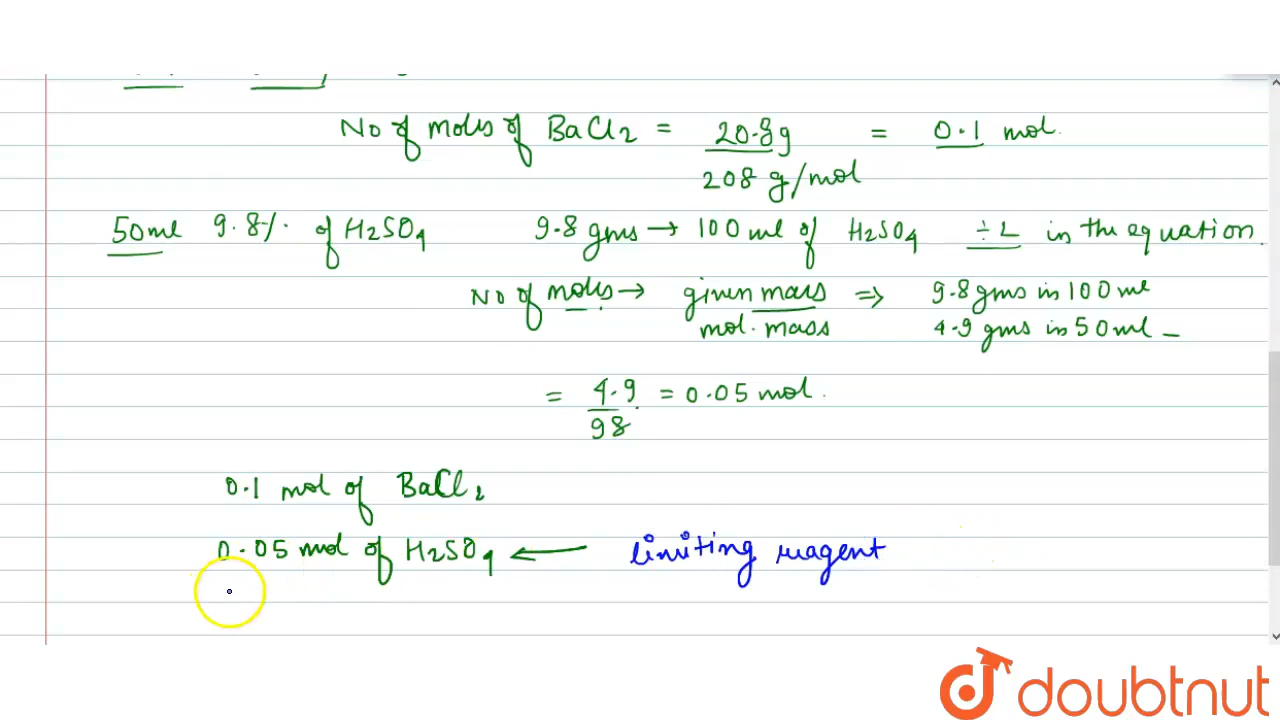 No of moles of BaCl2 = 20.8g = 0.1 mol.
208 g/mol
50ml 9.8% of H2SO4 9.8 gms → 100 ml of H2SO4 ÷2 in the equation.
No of moles → given mass ⇒ 9.8 gms in 100 ml
mol. mass 4.9 gms in 50 ml –
= 4.9 = 0.05 mol.
98
0.1 mol of BaCl2
0.05 mol of H2SO4 ← limiting reagent
doubtnut